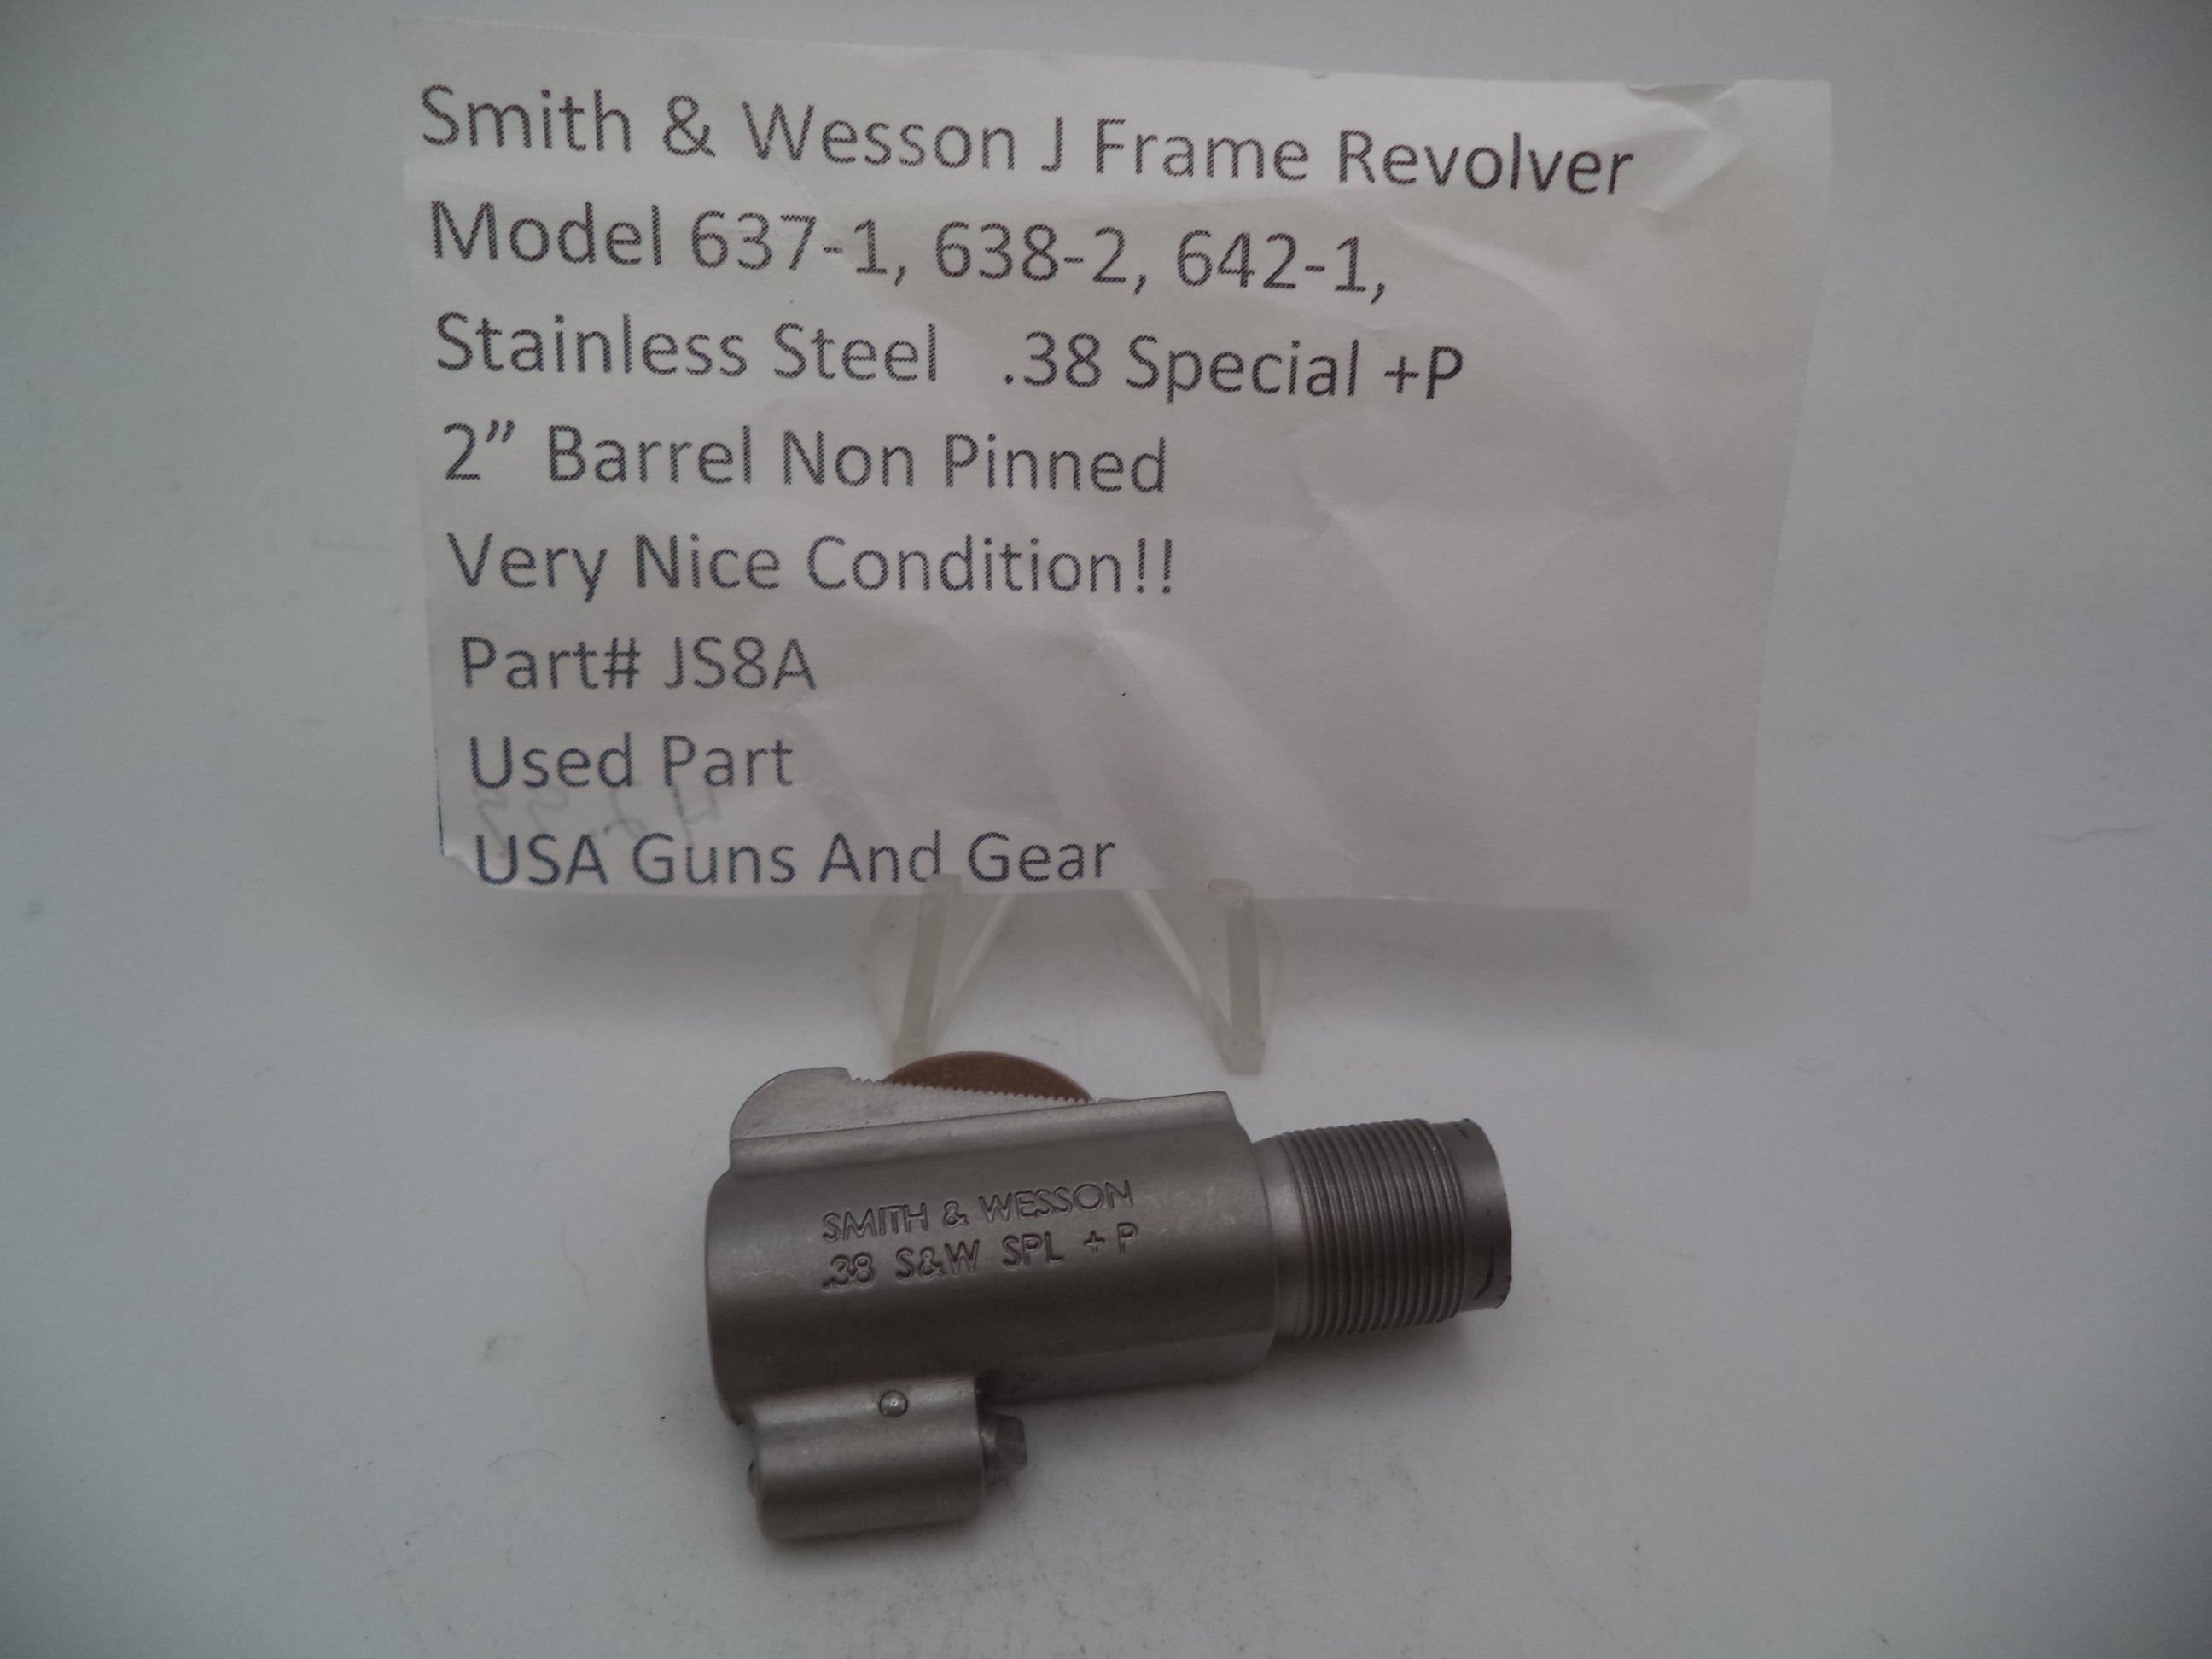 Smith & Wesson J Frame Revolver
Model 637-1, 638-2, 642-1,
Stainless Steel .38 Special +P
2” Barrel Non Pinned
Very Nice Condition!!
Part# JS8A
Used Part
USA Guns And Gear
SMITH & WESSON
.38 S&W SPL +P